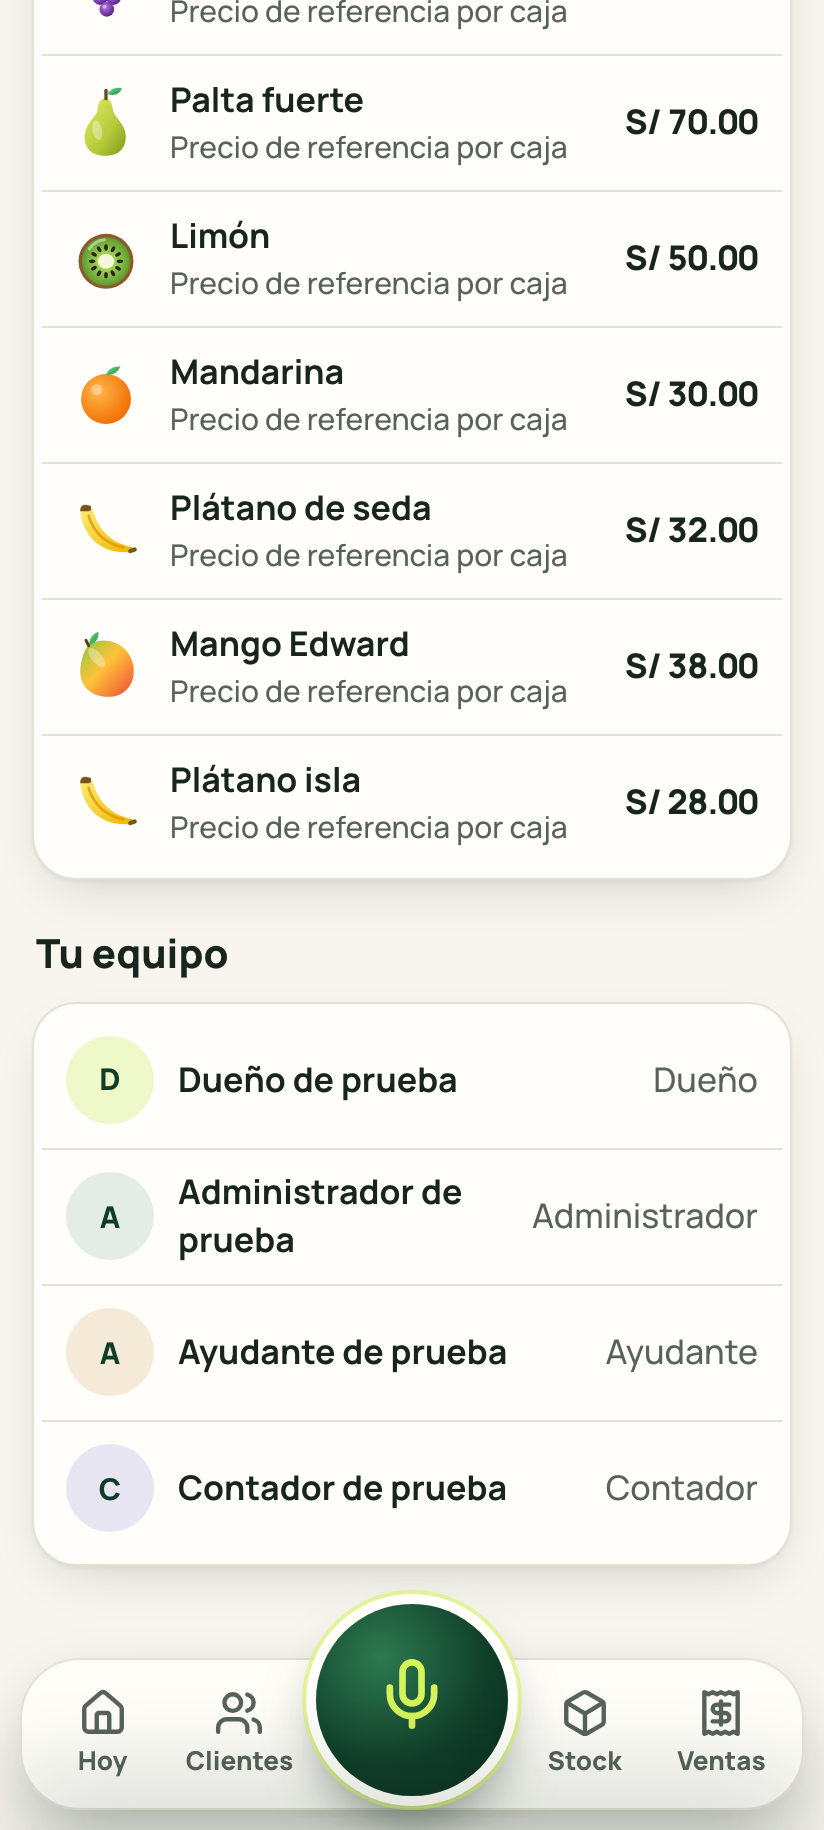 Precio de referencia por caja
Palta fuerte
Precio de referencia por caja
S/ 70.00
Limón
Precio de referencia por caja
S/ 50.00
Mandarina
Precio de referencia por caja
S/ 30.00
Plátano de seda
Precio de referencia por caja
S/ 32.00
Mango Edward
Precio de referencia por caja
S/ 38.00
Plátano isla
Precio de referencia por caja
S/ 28.00
Tu equipo
D
Dueño de prueba
Dueño
A
Administrador de
prueba
Administrador
A
Ayudante de prueba
Ayudante
C
Contador de prueba
Contador
Hoy
Clientes
Stock
Ventas